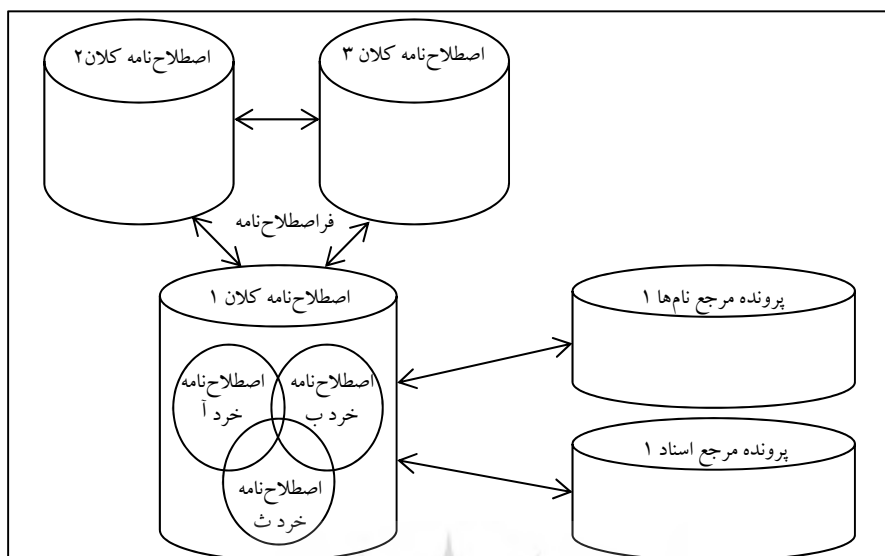 اصطلاح‌نامه کلان ۳
اصطلاح‌نامه کلان۲
فراصطلاح‌نامه
اصطلاح‌نامه کلان ۱
پرونده مرجع نام‌ها ۱
اصطلاح‌نامه
خرد ب
اصطلاح‌نامه
خرد آ
پرونده مرجع اسناد ۱
اصطلاح‌نامه
خرد ث